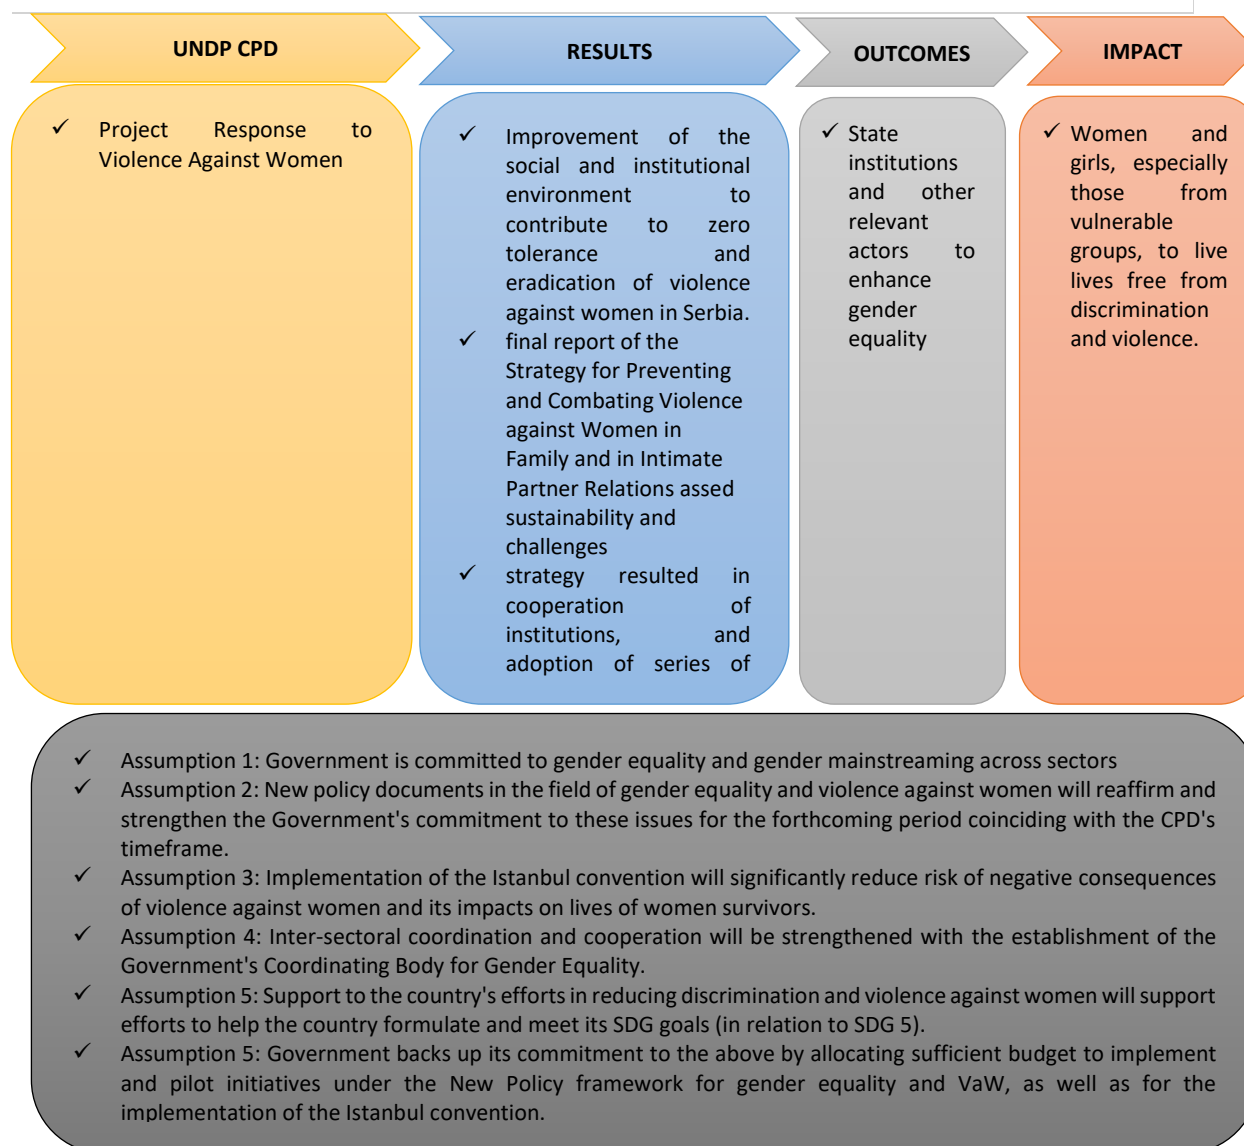 UNDP CPD
RESULTS
OUTCOMES
IMPACT
✓ Project Response to
Violence Against Women
✓ Improvement of the
social and institutional
environment to
contribute to zero
tolerance and
eradication of violence
against women in Serbia.
✓ final report of the
Strategy for Preventing
and Combating Violence
against Women in
Family and in Intimate
Partner Relations assed
sustainability and
challenges
✓ strategy resulted in
cooperation of
institutions, and
adoption of series of
✓ State
institutions
and other
relevant
actors to
enhance
gender
equality
✓ Women and
girls, especially
those from
vulnerable
groups, to live
lives free from
discrimination
and violence.
✓ Assumption 1: Government is committed to gender equality and gender mainstreaming across sectors
✓ Assumption 2: New policy documents in the field of gender equality and violence against women will reaffirm and
strengthen the Government's commitment to these issues for the forthcoming period coinciding with the CPD's
timeframe.
✓ Assumption 3: Implementation of the Istanbul convention will significantly reduce risk of negative consequences
of violence against women and its impacts on lives of women survivors.
✓ Assumption 4: Inter-sectoral coordination and cooperation will be strengthened with the establishment of the
Government's Coordinating Body for Gender Equality.
✓ Assumption 5: Support to the country's efforts in reducing discrimination and violence against women will support
efforts to help the country formulate and meet its SDG goals (in relation to SDG 5).
✓ Assumption 5: Government backs up its commitment to the above by allocating sufficient budget to implement
and pilot initiatives under the New Policy framework for gender equality and VaW, as well as for the
implementation of the Istanbul convention.